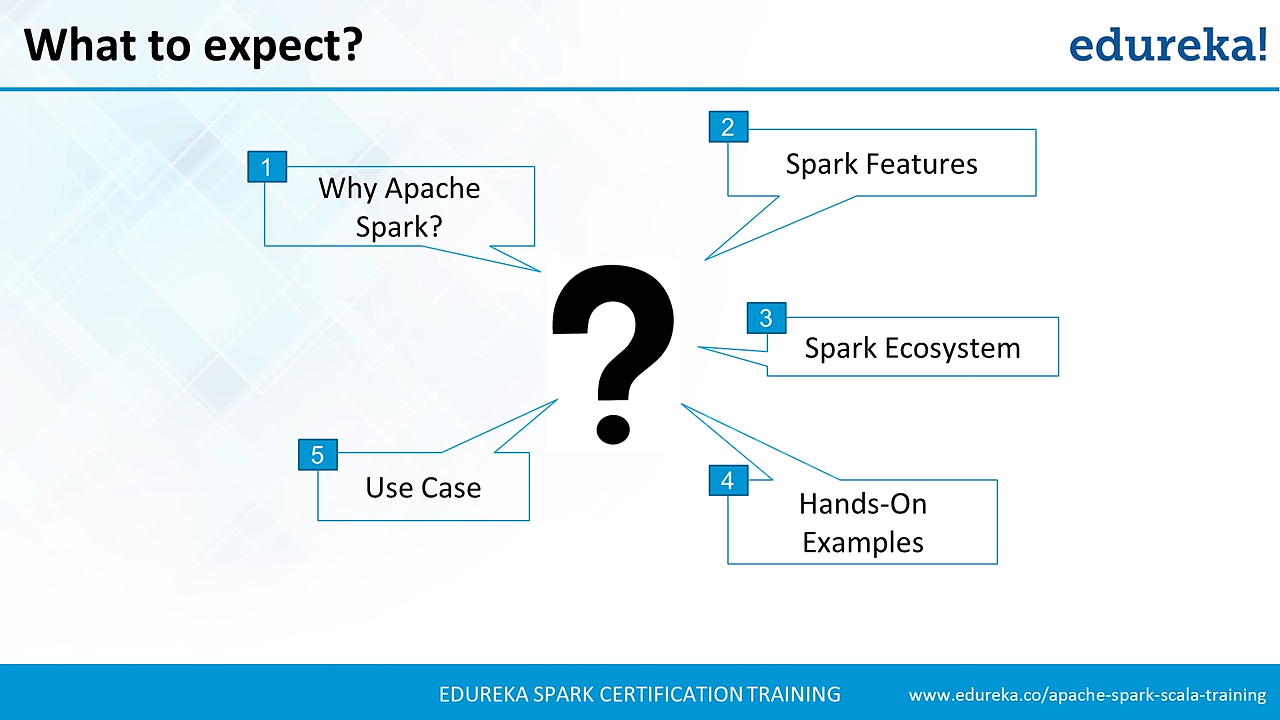 What to expect?
edureka!
1
Why Apache
Spark?
2
Spark Features
3
Spark Ecosystem
4
Hands-On
Examples
5
Use Case
?
EDUREKA SPARK CERTIFICATION TRAINING
www.edureka.co/apache-spark-scala-training